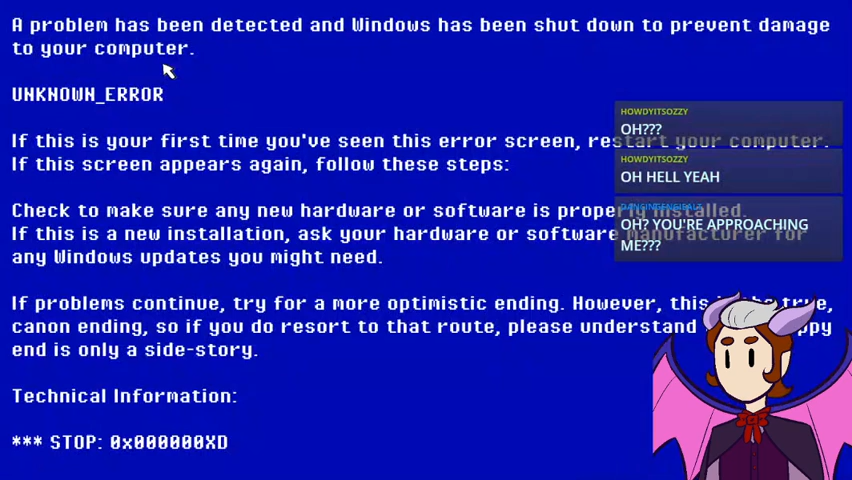 A problem has been detected and Windows has been shut down to prevent damage
to your computer.
UNKNOWN_ERROR
If this is your first time you've seen this error screen, restart your computer.
If this screen appears again, follow these steps:
Check to make sure any new hardware or software is properly installed.
If this is a new installation, ask your hardware or software manufacturer for
any Windows updates you might need.
If problems continue, try for a more optimistic ending. However, this is the true,
canon ending, so if you do resort to that route, please understand
end is only a side-story.
Technical Information:
*** STOP: 0x000000XD
HOWDYITSOZZY
OH???
HOWDYITSOZZY
OH HELL YEAH
OH? YOU'RE APPROACHING
ME???